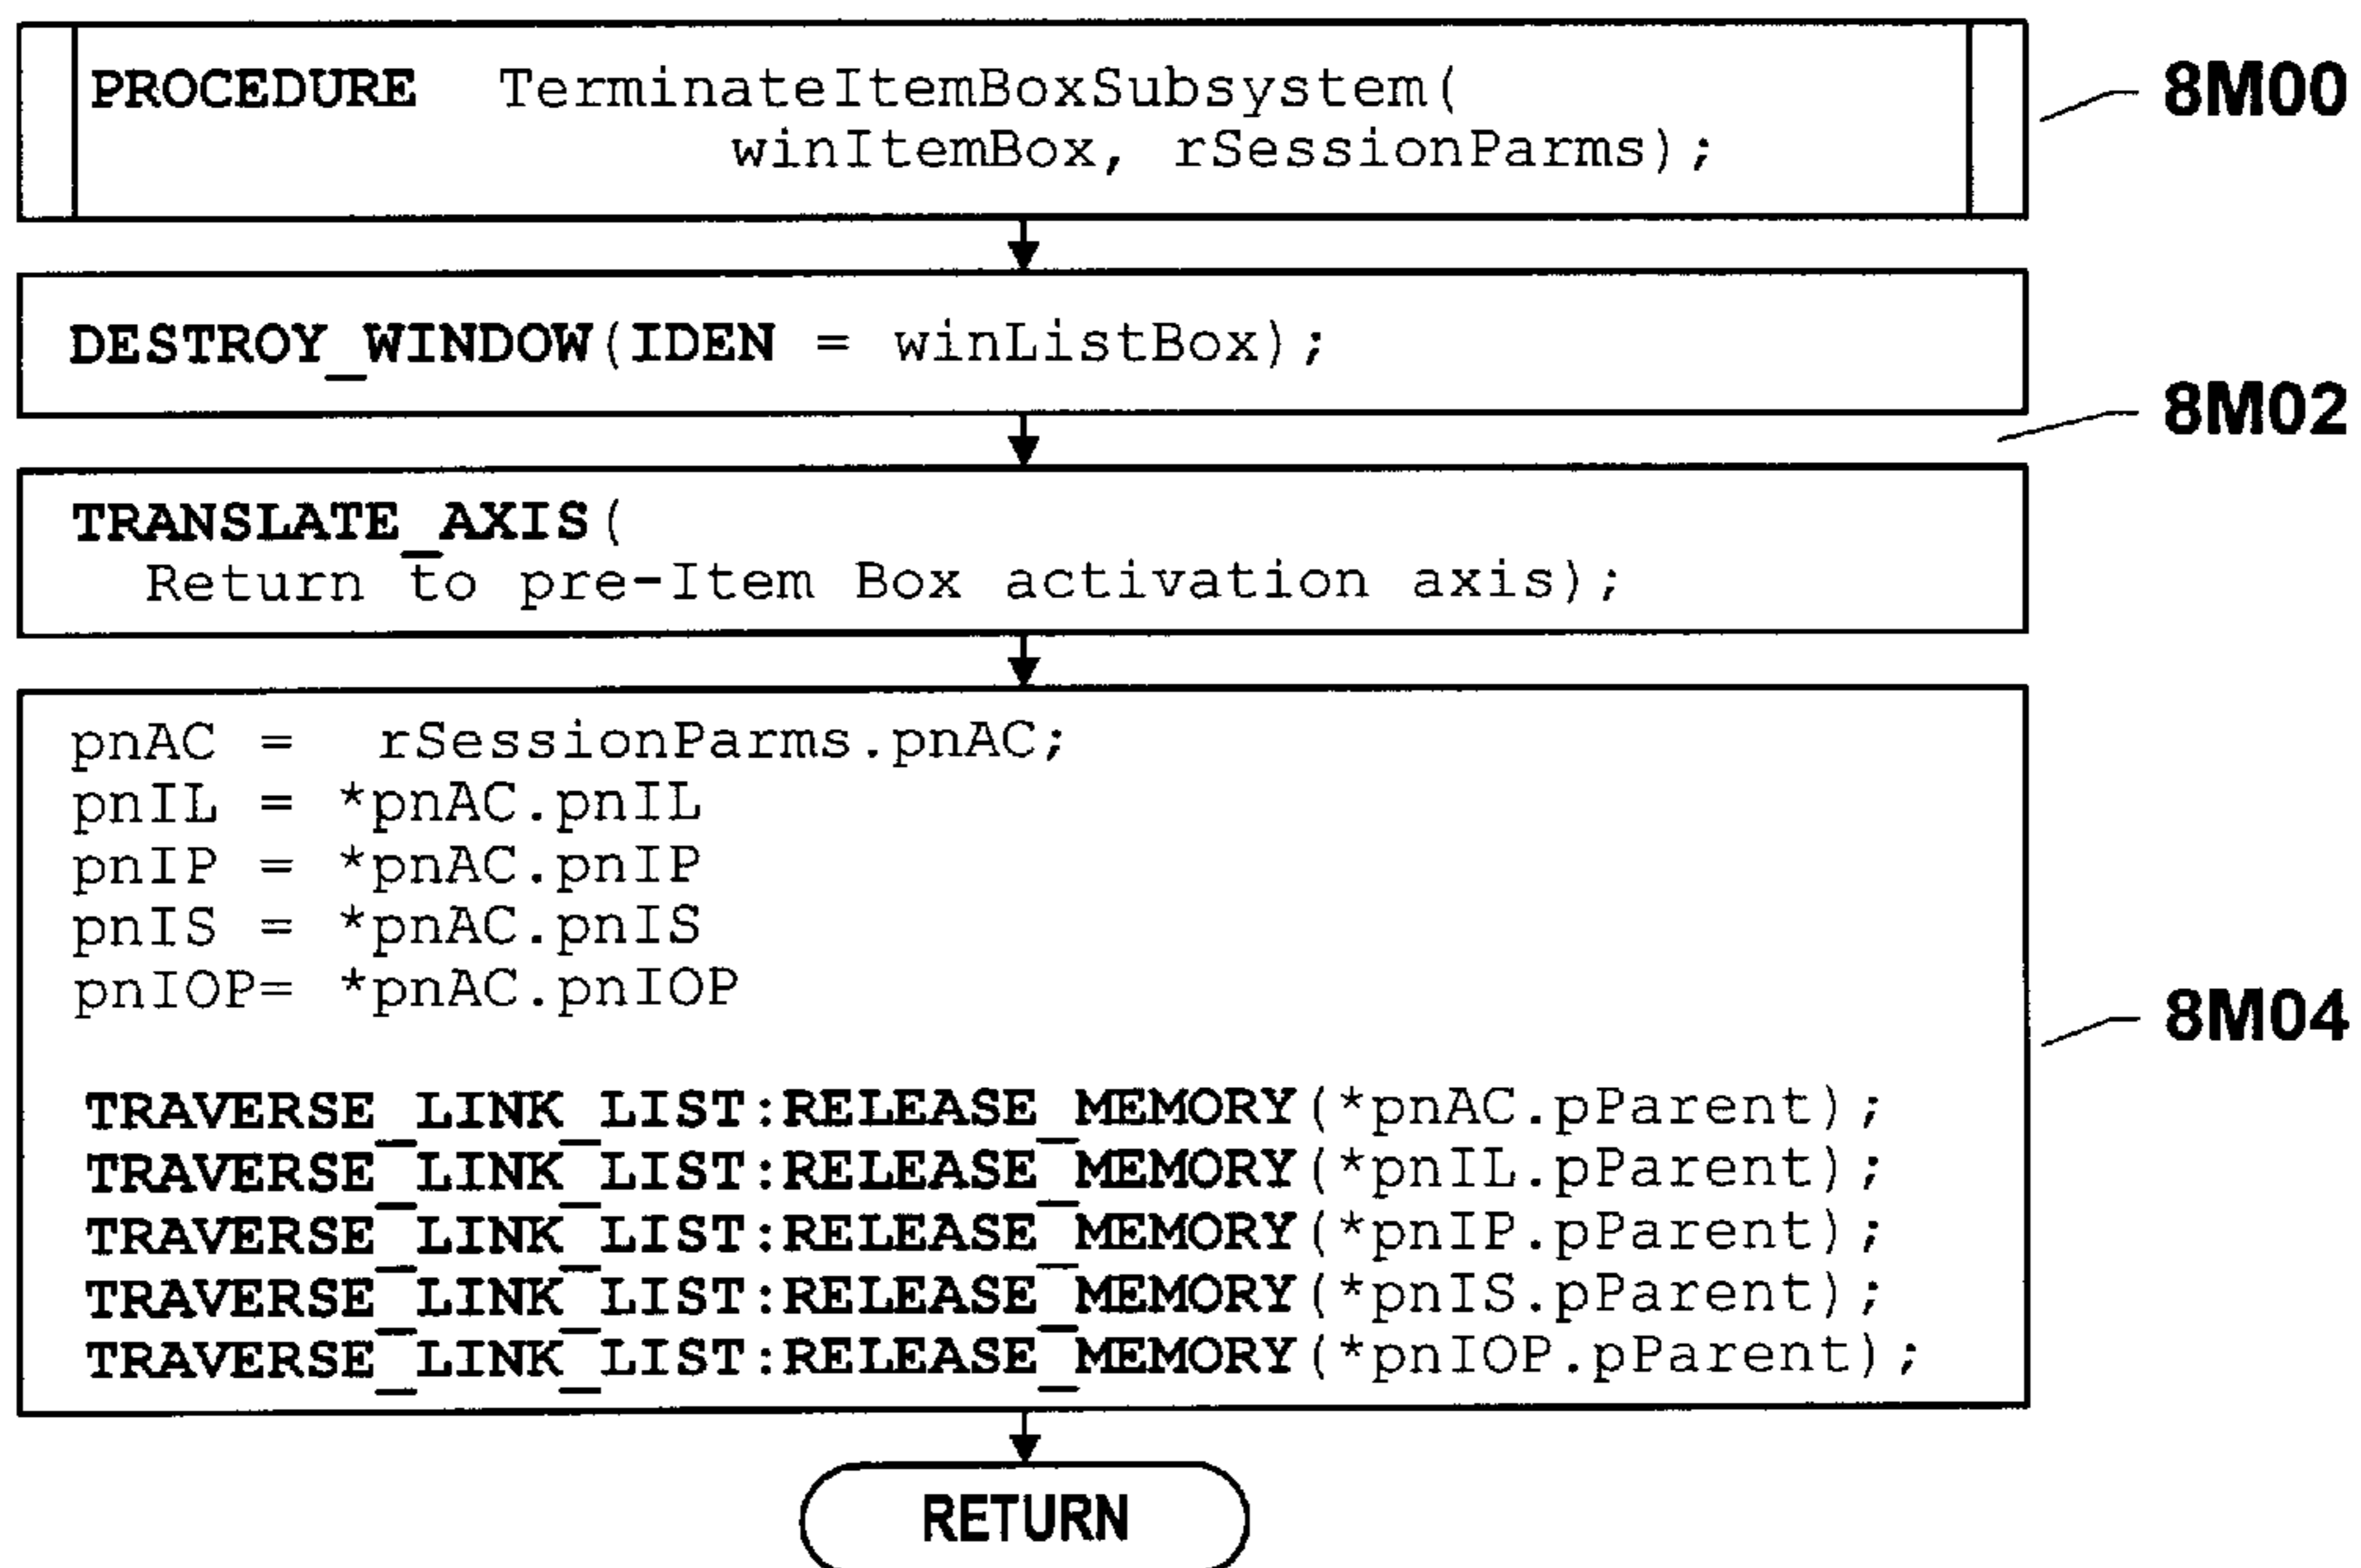 PROCEDURE TerminateItemBoxSubsystem(
winItemBox, rSessionParms);
8M00
DESTROY_WINDOW(IDEN = winListBox);
8M02
TRANSLATE_AXIS(
Return to pre-Item Box activation axis);
pnAC = rSessionParms.pnAC;
pnIL = *pnAC.pnIL
pnIP = *pnAC.pnIP
pnIS = *pnAC.pnIS
pnIOP= *pnAC.pnIOP
8M04
TRAVERSE_LINK_LIST:RELEASE_MEMORY(*pnAC.pParent);
TRAVERSE_LINK_LIST:RELEASE_MEMORY(*pnIL.pParent);
TRAVERSE_LINK_LIST:RELEASE_MEMORY(*pnIP.pParent);
TRAVERSE_LINK_LIST:RELEASE_MEMORY(*pnIS.pParent);
TRAVERSE_LINK_LIST:RELEASE_MEMORY(*pnIOP.pParent);
RETURN